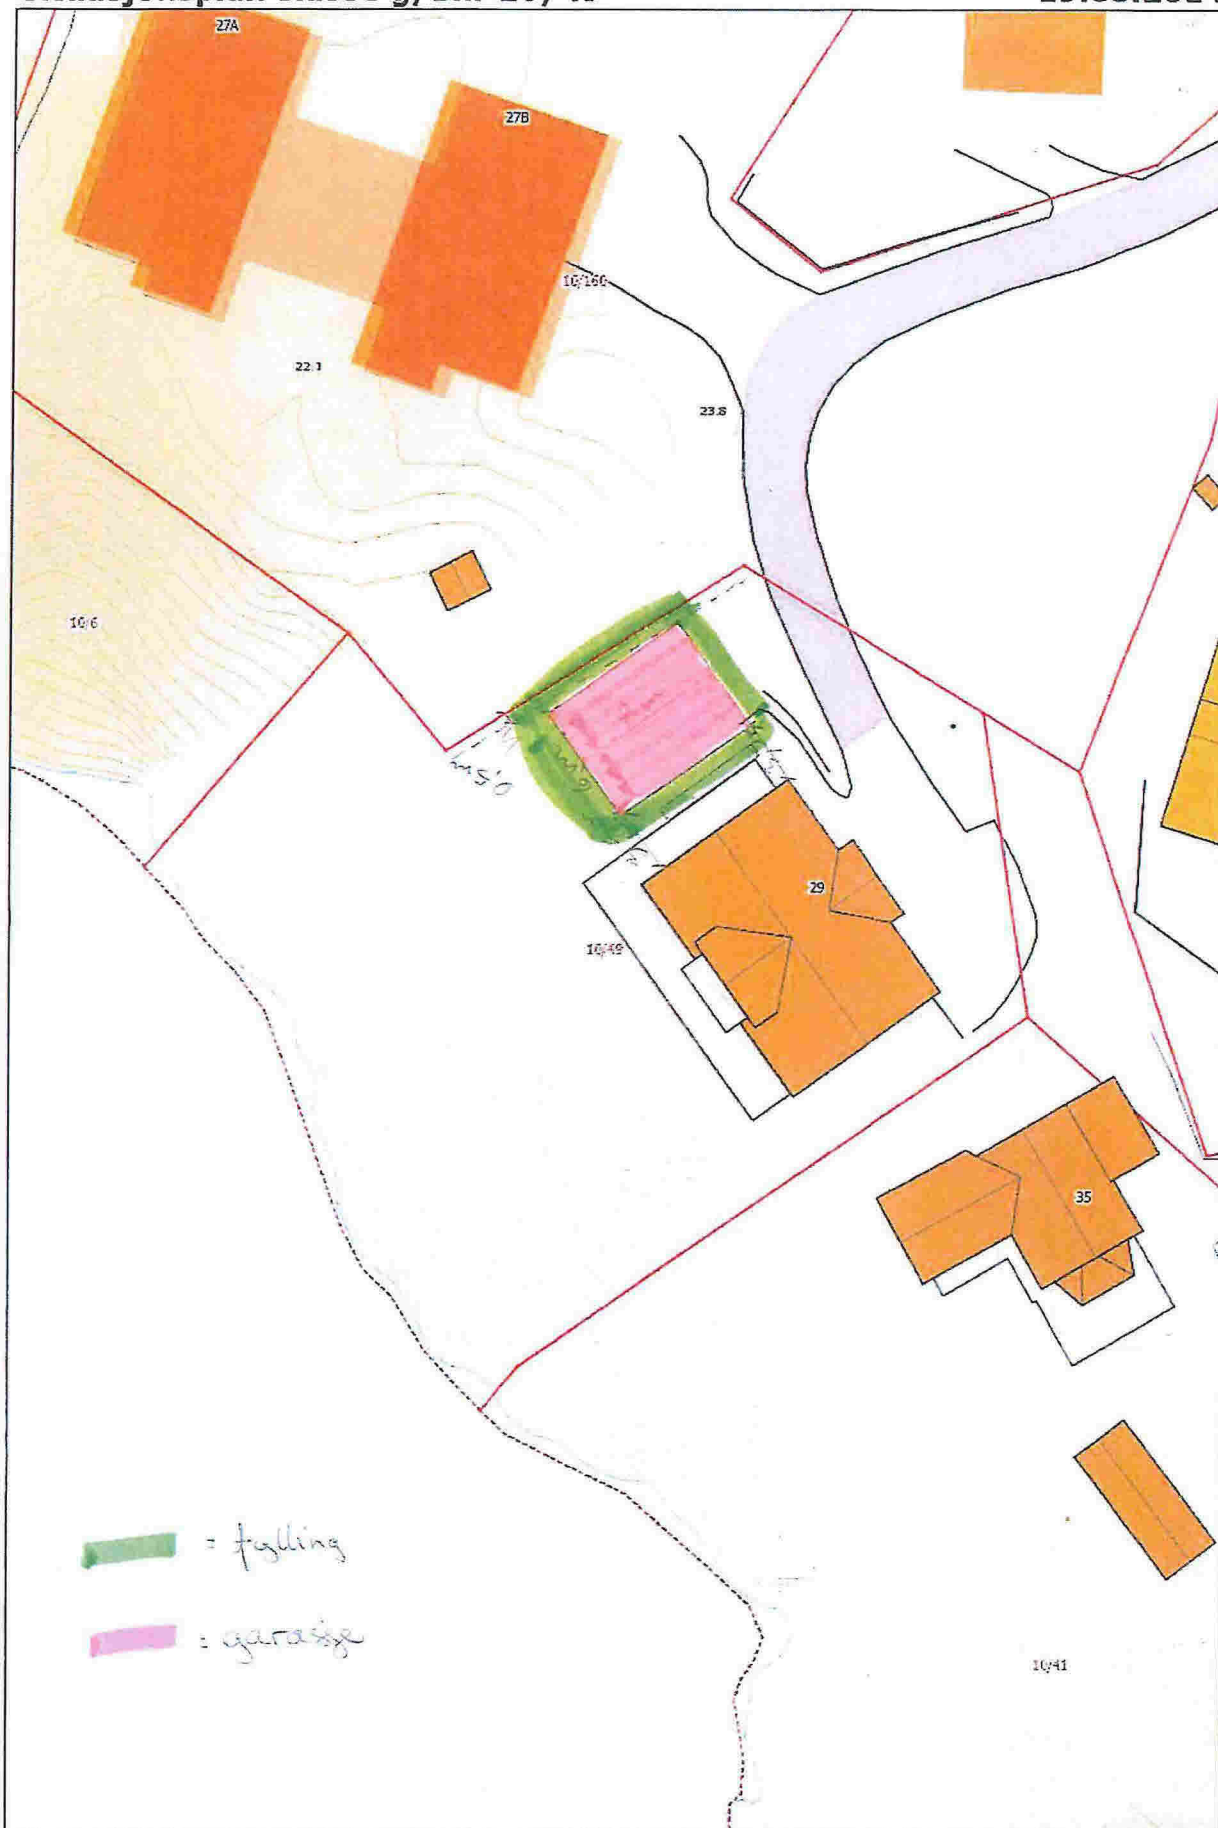 27A
27B
10/160
22.1
23.8
10/6
0,5m
6m
29
10/49
35
= fylling
= garasje
10/41